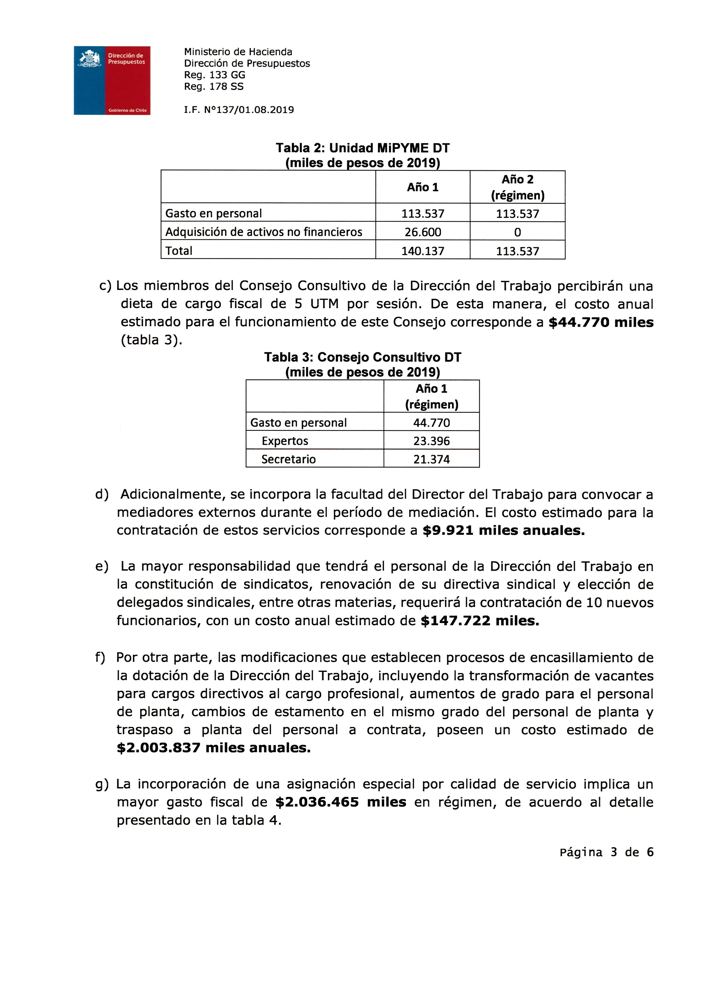 Dirección de
Presupuestos
Gobierno de Chile
Ministerio de Hacienda
Dirección de Presupuestos
Reg. 133 GG
Reg. 178 SS
I.F. N°137/01.08.2019
Tabla 2: Unidad MiPYME DT
(miles de pesos de 2019)
Año 1 Año 2
(régimen)
Gasto en personal 113.537 113.537
Adquisición de activos no financieros 26.600 0
Total 140.137 113.537
c) Los miembros del Consejo Consultivo de la Dirección del Trabajo percibirán una
dieta de cargo fiscal de 5 UTM por sesión. De esta manera, el costo anual
estimado para el funcionamiento de este Consejo corresponde a $44.770 miles
(tabla 3).
Tabla 3: Consejo Consultivo DT
(miles de pesos de 2019)
Año 1
(régimen)
Gasto en personal 44.770
Expertos 23.396
Secretario 21.374
d) Adicionalmente, se incorpora la facultad del Director del Trabajo para convocar a
mediadores externos durante el período de mediación. El costo estimado para la
contratación de estos servicios corresponde a $9.921 miles anuales.
e) La mayor responsabilidad que tendrá el personal de la Dirección del Trabajo en
la constitución de sindicatos, renovación de su directiva sindical y elección de
delegados sindicales, entre otras materias, requerirá la contratación de 10 nuevos
funcionarios, con un costo anual estimado de $147.722 miles.
f) Por otra parte, las modificaciones que establecen procesos de encasillamiento de
la dotación de la Dirección del Trabajo, incluyendo la transformación de vacantes
para cargos directivos al cargo profesional, aumentos de grado para el personal
de planta, cambios de estamento en el mismo grado del personal de planta y
traspaso a planta del personal a contrata, poseen un costo estimado de
$2.003.837 miles anuales.
g) La incorporación de una asignación especial por calidad de servicio implica un
mayor gasto fiscal de $2.036.465 miles en régimen, de acuerdo al detalle
presentado en la tabla 4.
Página 3 de 6